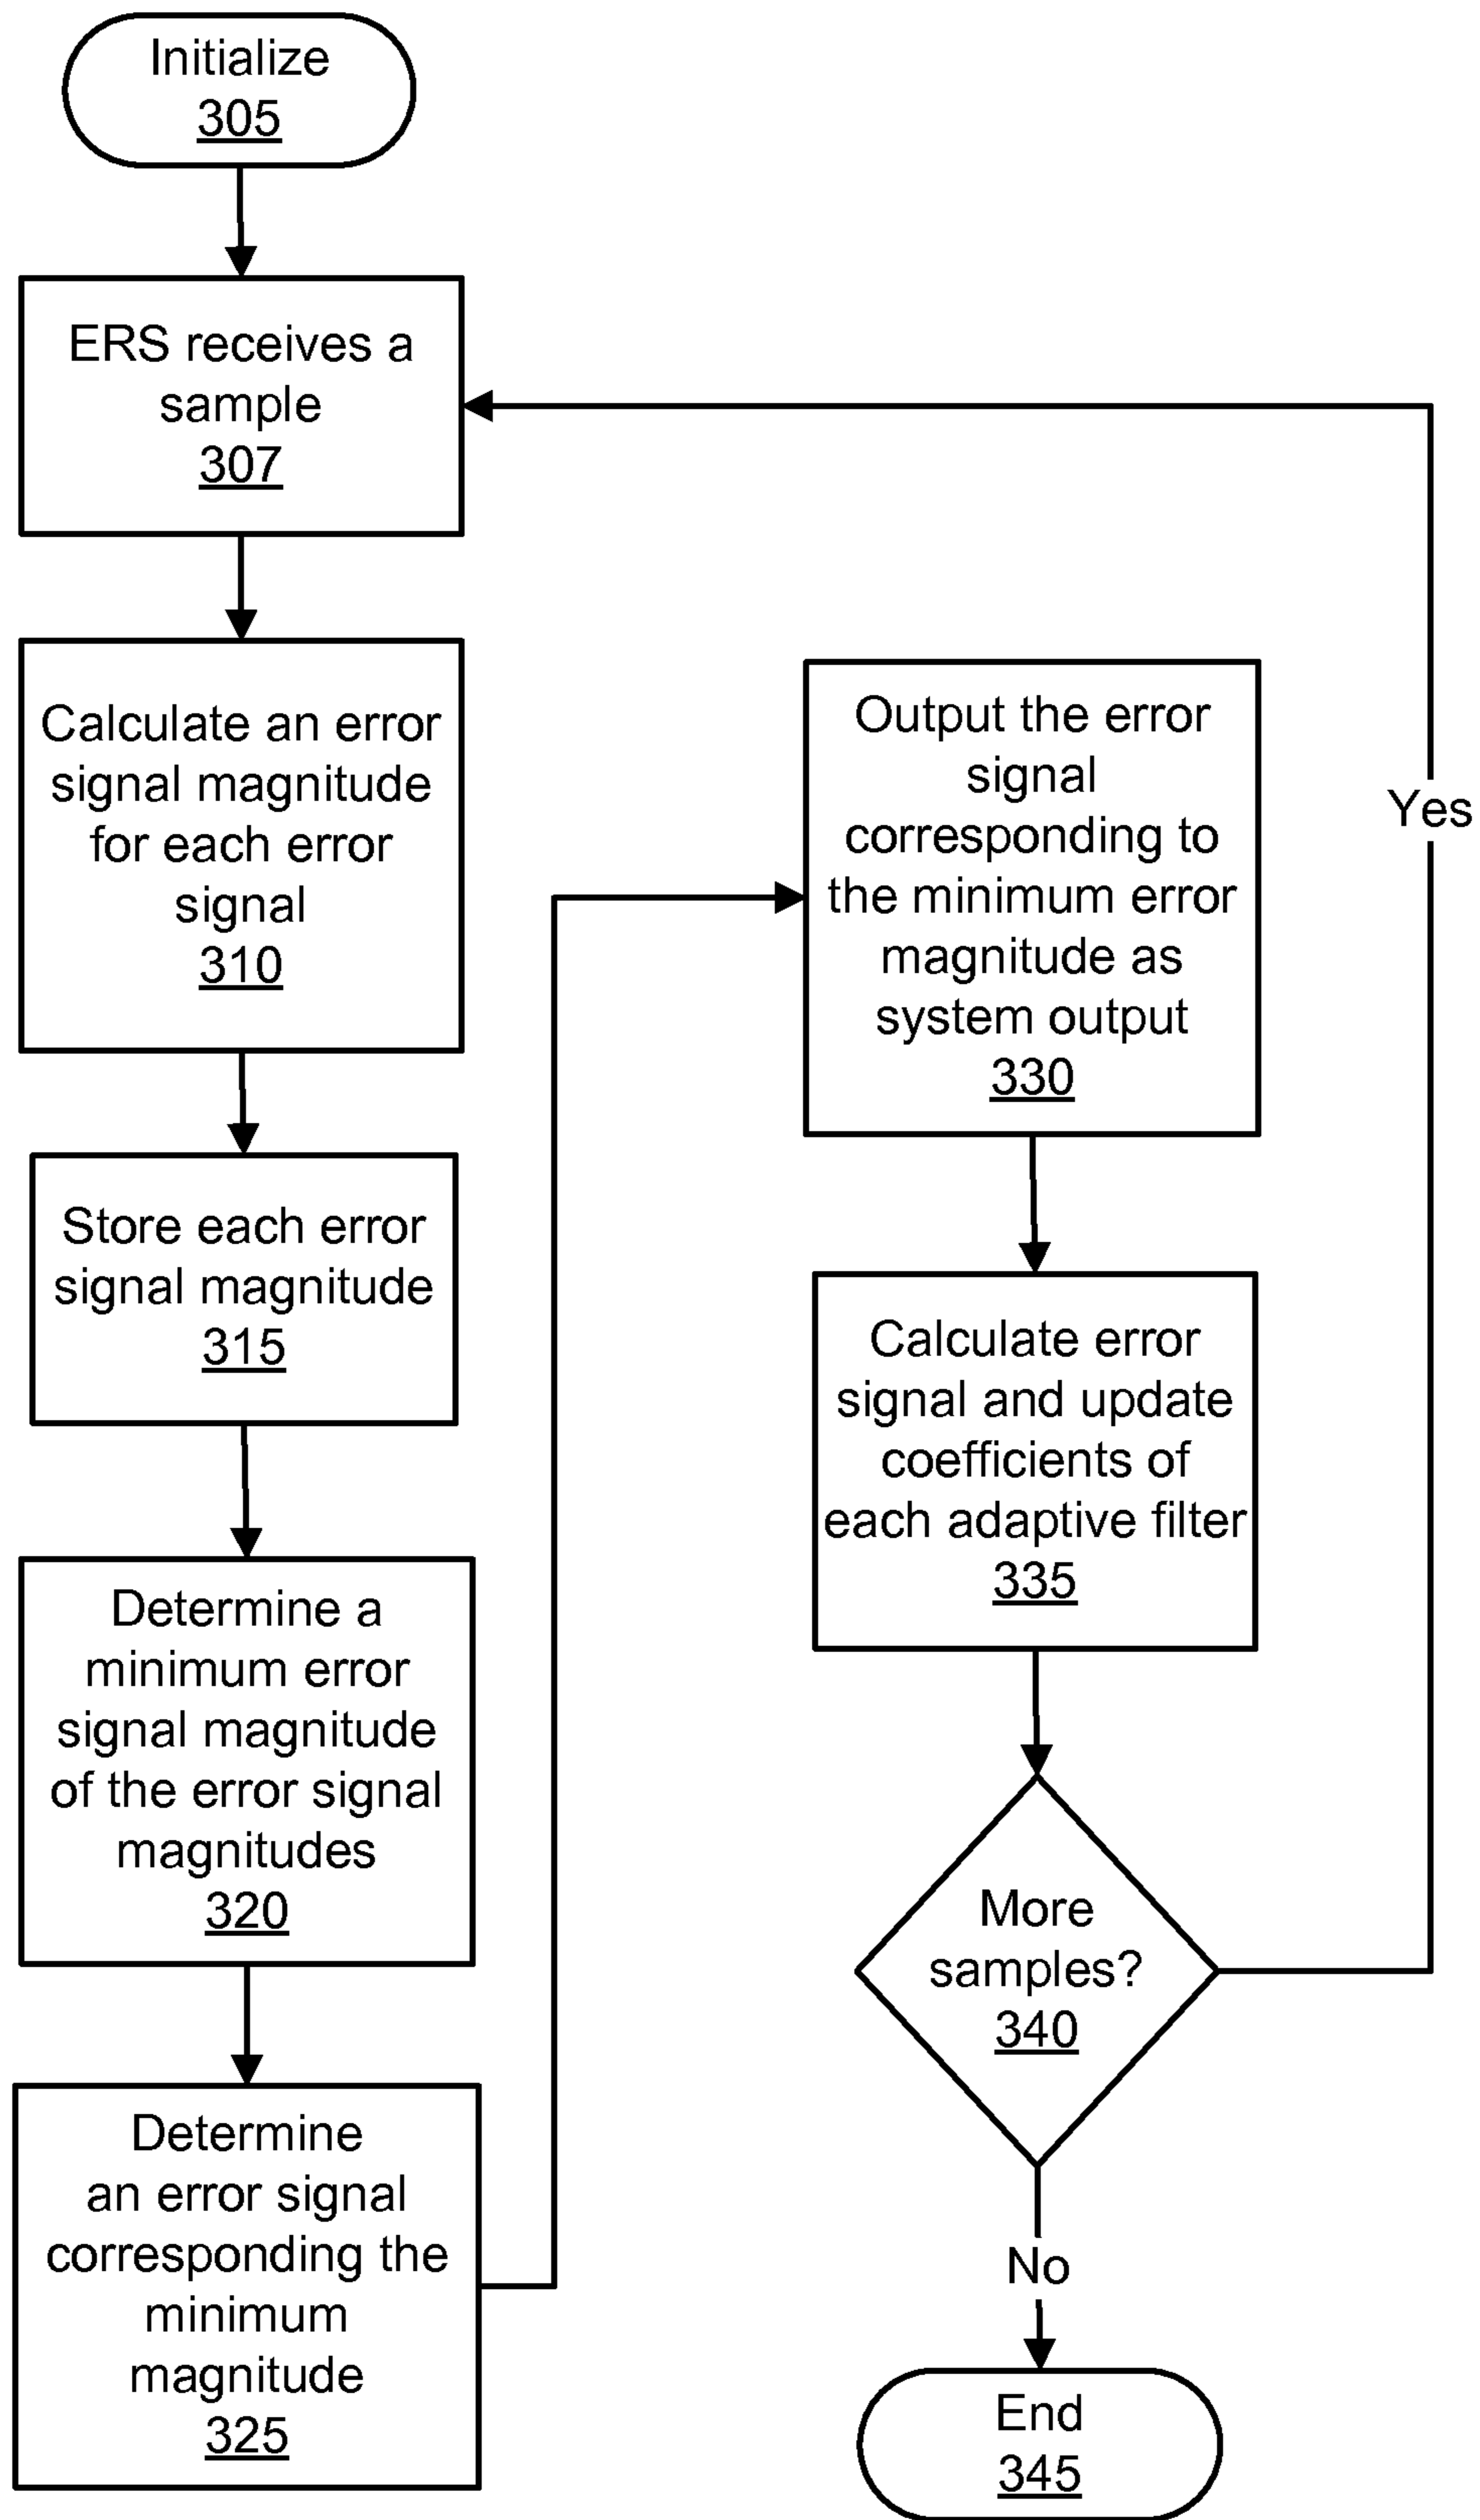 Initialize
305
ERS receives a
sample
307
Calculate an error
signal magnitude
for each error
signal
310
Store each error
signal magnitude
315
Determine a
minimum error
signal magnitude
of the error signal
magnitudes
320
Determine
an error signal
corresponding the
minimum
magnitude
325
Output the error
signal
corresponding to
the minimum error
magnitude as
system output
330
Calculate error
signal and update
coefficients of
each adaptive filter
335
More
samples?
340
Yes
No
End
345